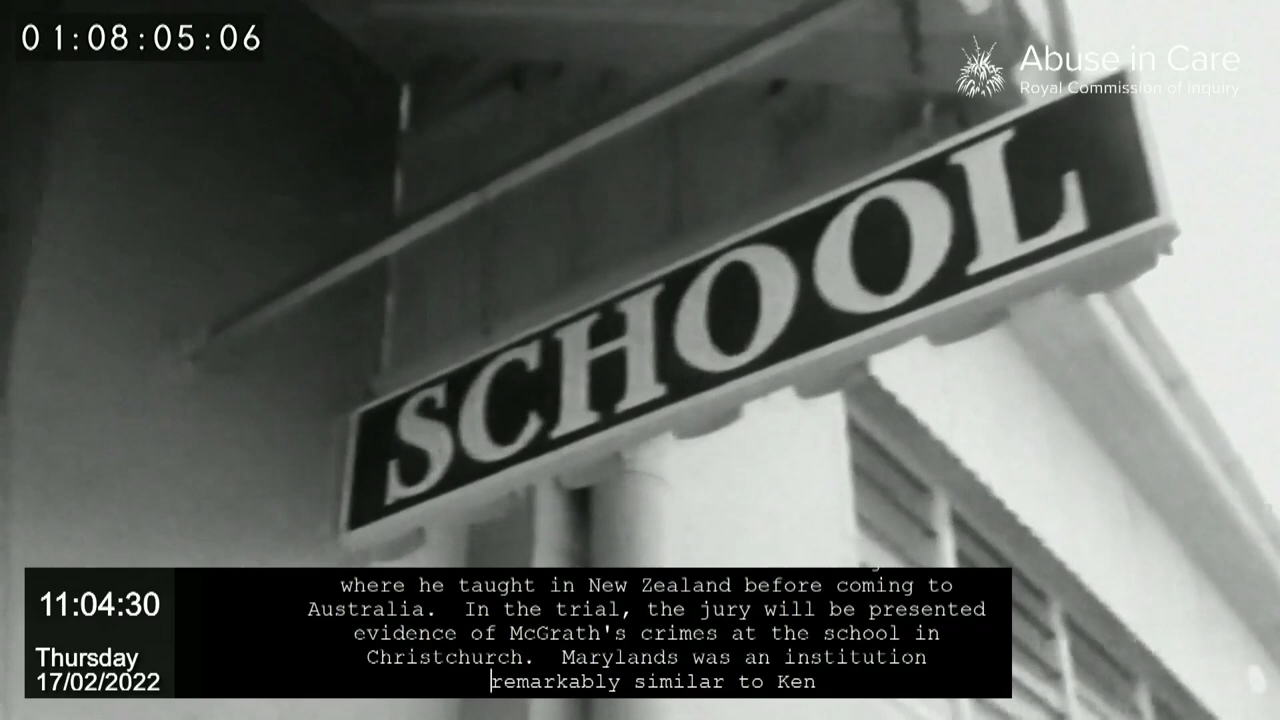 01:08:05:06
Abuse in Care
Royal Commission of Inquiry
SCHOOL
11:04:30
Thursday
17/02/2022
where he taught in New Zealand before coming to
Australia. In the trial, the jury will be presented
evidence of McGrath's crimes at the school in
Christchurch. Marylands was an institution
remarkably similar to Ken